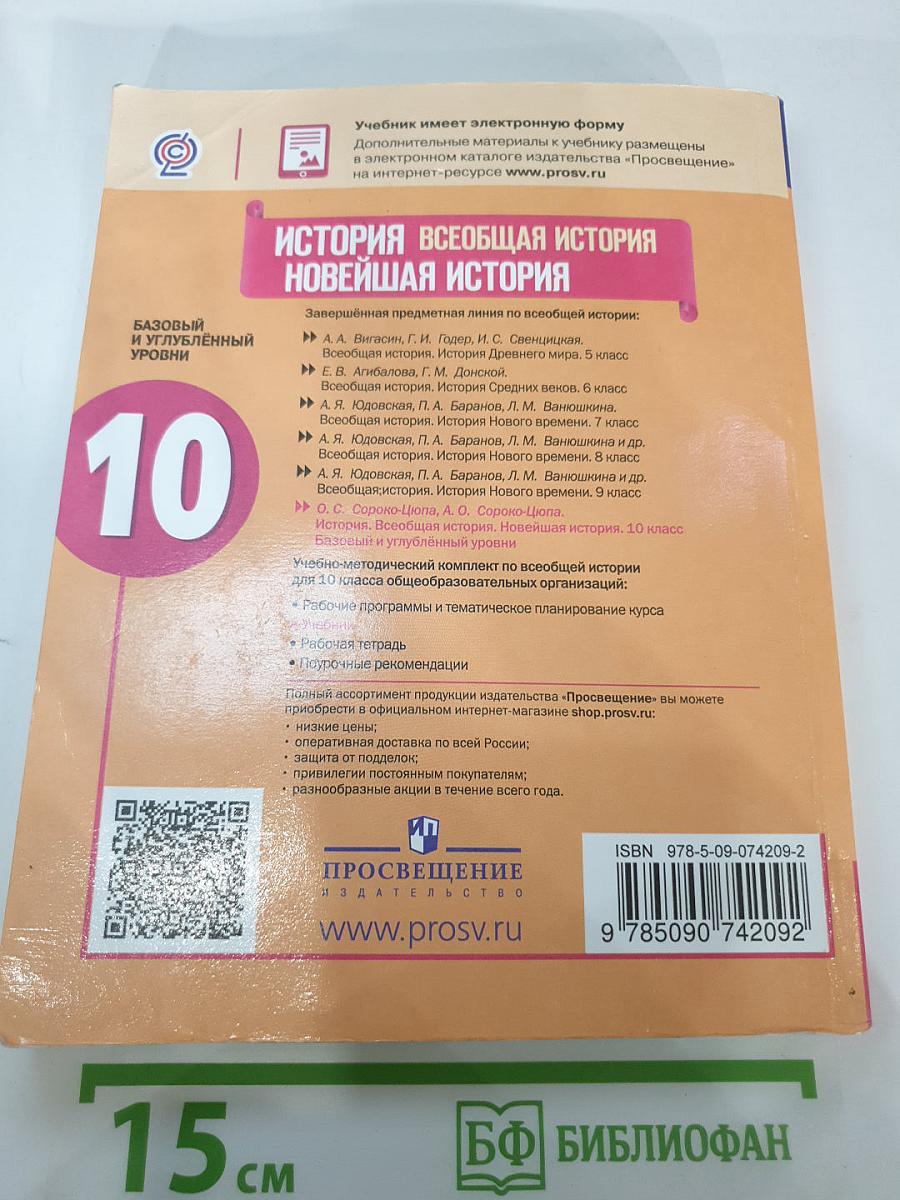 Учебник имеет электронную форму
Дополнительные материалы к учебнику размещены
в электронном каталоге издательства «Просвещение»
на интернет-ресурсе www.prosv.ru
ИСТОРИЯ ВСЕОБЩАЯ ИСТОРИЯ
НОВЕЙШАЯ ИСТОРИЯ
БАЗОВЫЙ
И УГЛУБЛЁННЫЙ
УРОВНИ
10
Завершённая предметная линия по всеобщей истории:
А. А. Вигасин, Г. И. Годер, И. С. Свенцицкая.
Всеобщая история. История Древнего мира. 5 класс
Е. В. Агибалова, Г. М. Донской.
Всеобщая история. История Средних веков. 6 класс
А. Я. Юдовская, П. А. Баранов, Л. М. Ванюшкина.
Всеобщая история. История Нового времени. 7 класс
А. Я. Юдовская, П. А. Баранов, Л. М. Ванюшкина и др.
Всеобщая история. История Нового времени. 8 класс
А. Я. Юдовская, П. А. Баранов, Л. М. Ванюшкина и др.
Всеобщая;история. История Нового времени. 9 класс
О. С. Сороко-Цюпа, А. О. Сороко-Цюпа.
История. Всеобщая история. Новейшая история. 10 класс
Базовый и углублённый уровни
Учебно-методический комплект по всеобщей истории
для 10 класса общеобразовательных организаций:
• Рабочие программы и тематическое планирование курса
• Учебник
• Рабочая тетрадь
• Поурочные рекомендации
Полный ассортимент продукции издательства «Просвещение» вы можете
приобрести в официальном интернет-магазине shop.prosv.ru:
• низкие цены;
• оперативная доставка по всей России;
• защита от подделок;
• привилегии постоянным покупателям;
• разнообразные акции в течение всего года.
ИП
ПРОСВЕЩЕНИЕ
ИЗДАТЕЛЬСТВО
www.prosv.ru
ISBN 978-5-09-074209-2
9 785090 742092
15 см
БФ БИБЛИОФАН